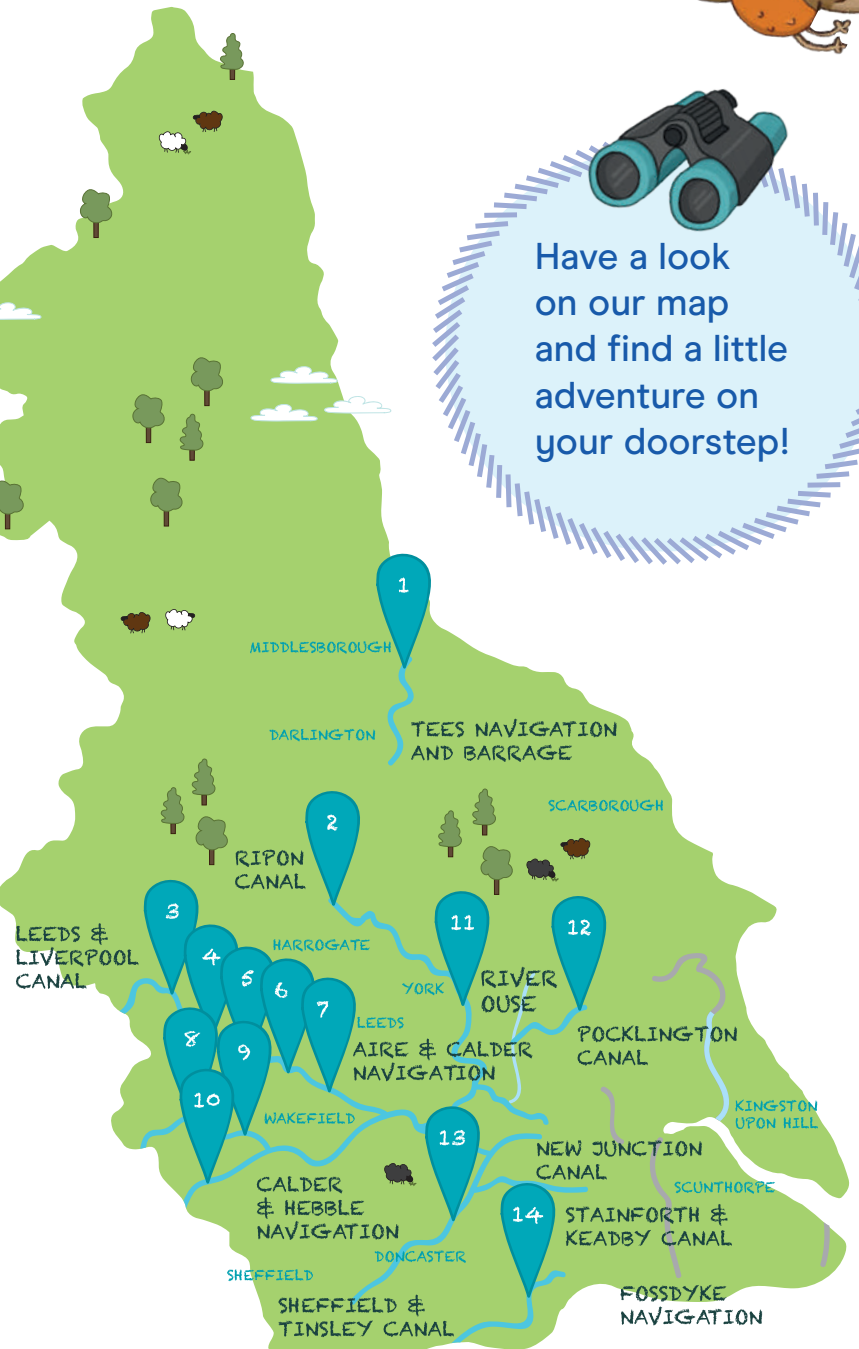 Have a look
on our map
and find a little
adventure on
your doorstep!
1
MIDDLESBOROUGH
DARLINGTON
TEES NAVIGATION
AND BARRAGE
SCARBOROUGH
2
RIPON
CANAL
3
LEEDS &
LIVERPOOL
CANAL
4
5
6
7
HARROGATE
11
12
YORK
RIVER
OUSE
LEEDS
8
9
10
AIRE & CALDER
NAVIGATION
POCKLINGTON
CANAL
KINGSTON
UPON HILL
WAKEFIELD
13
NEW JUNCTION
CANAL
SCUNTHORPE
CALDER
& HEBBLE
NAVIGATION
14
STAINFORTH &
KEADBY CANAL
DONCASTER
SHEFFIELD
SHEFFIELD &
TINSLEY CANAL
FOSSDYKE
NAVIGATION